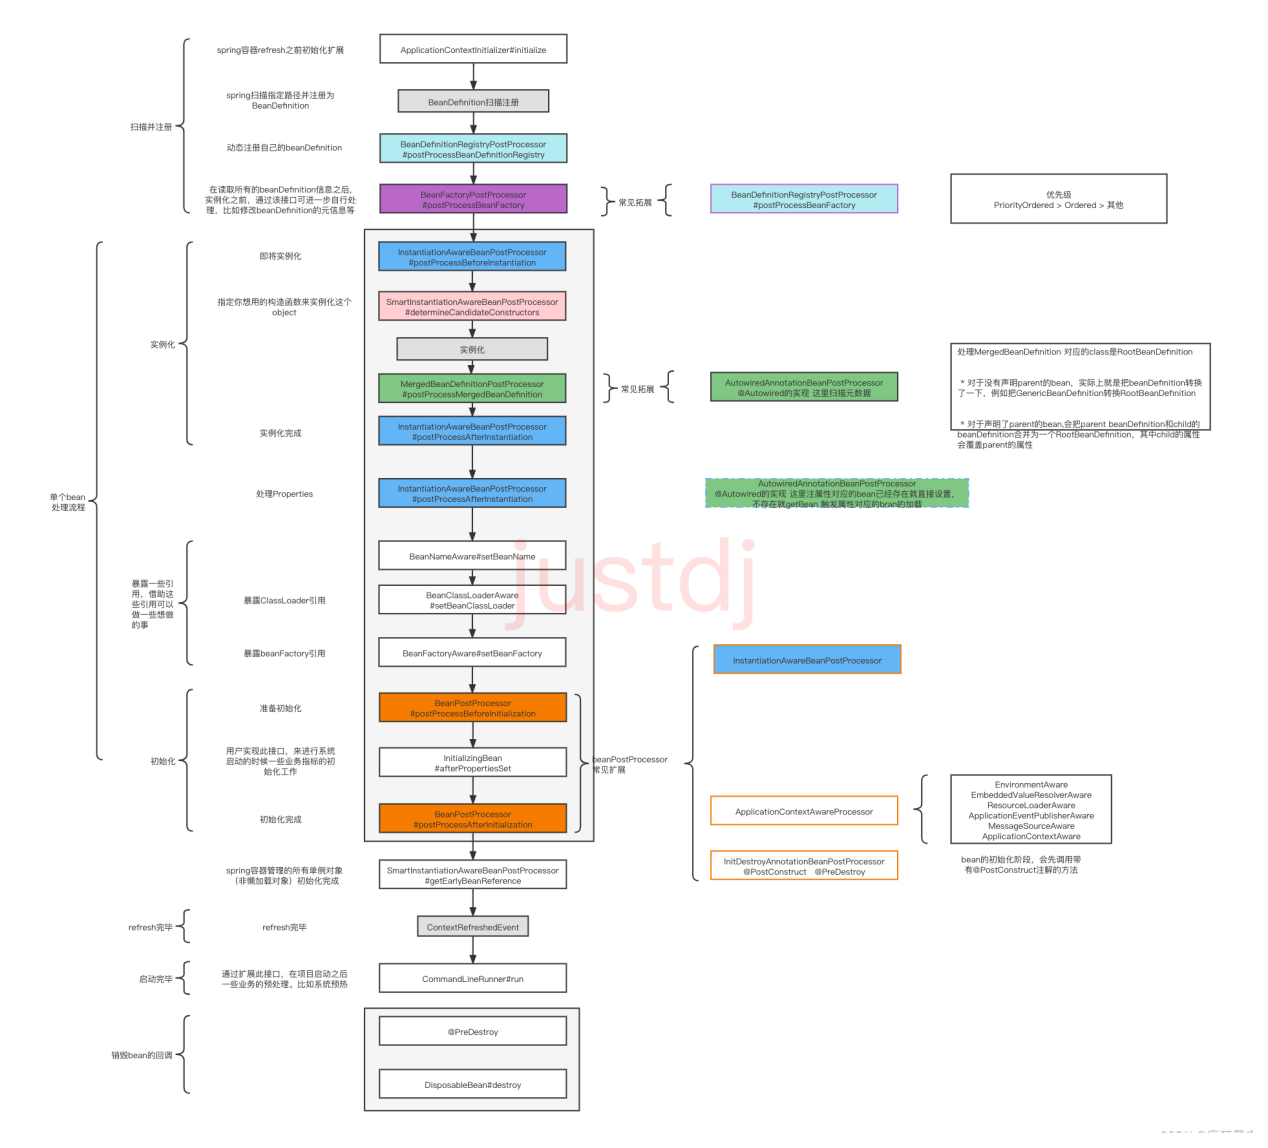 spring容器refresh之前初始化扩展
ApplicationContextInitializer#initialize
spring扫描指定路径并注册为
BeanDefinition
BeanDefinition扫描注册
扫描并注册
动态注册自己的beanDefinition
BeanDefinitionRegistryPostProcessor
#postProcessBeanDefinitionRegistry
在读取所有的beanDefinition信息之后,
实例化之前，通过该接口可进一步自行处
理，比如修改beanDefinition的元信息等
BeanFactoryPostProcessor
#postProcessBeanFactory
常见拓展
BeanDefinitionRegistryPostProcessor
#postProcessBeanFactory
优先级
PriorityOrdered > Ordered > 其他
即将实例化
InstantiationAwareBeanPostProcessor
#postProcessBeforeInstantiation
指定你想用的构造函数来实例化这个
object
SmartInstantiationAwareBeanPostProcessor
#determineCandidateConstructors
实例化
实例化
MergedBeanDefinitionPostProcessor
#postProcessMergedBeanDefinition
常见拓展
AutowiredAnnotationBeanPostProcessor
@Autowired的实现 这里扫描元数据
处理MergedBeanDefinition 对应的class是RootBeanDefinition
* 对于没有声明parent的bean，实际上就是把beanDefinition转换
了一下，例如把GenericBeanDefinition转换RootBeanDefinition
* 对于声明了parent的bean,会把parent beanDefinition和child的
beanDefinition合并为一个RootBeanDefinition，其中child的属性
会覆盖parent的属性
实例化完成
InstantiationAwareBeanPostProcessor
#postProcessAfterInstantiation
单个bean
处理流程
处理Properties
InstantiationAwareBeanPostProcessor
#postProcessAfterInstantiation
AutowiredAnnotationBeanPostProcessor
@Autowired的实现 这里注属性对应的bean已经存在就直接设置，
不存在就getBean 触发属性对应的bran的加载
justdj
BeanNameAware#setBeanName
暴露一些引
用，借助这
些引用可以
做一些想做
的事
暴露ClassLoader引用
BeanClassLoaderAware
#setBeanClassLoader
暴露beanFactory引用
BeanFactoryAware#setBeanFactory
InstantiationAwareBeanPostProcessor
准备初始化
BeanPostProcessor
#postProcessBeforeInitialization
初始化
用户实现此接口，来进行系统
启动的时候一些业务指标的初
始化工作
InitializingBean
#afterPropertiesSet
beanPostProcessor
常见扩展
初始化完成
BeanPostProcessor
#postProcessAfterInitialization
ApplicationContextAwareProcessor
EnvironmentAware
EmbeddedValueResolverAware
ResourceLoaderAware
ApplicationEventPublisherAware
MessageSourceAware
ApplicationContextAware
spring容器管理的所有单例对象
（非懒加载对象）初始化完成
SmartInstantiationAwareBeanPostProcessor
#getEarlyBeanReference
InitDestroyAnnotationBeanPostProcessor
@PostConstruct @PreDestroy
bean的初始化阶段，会先调用带
有@PostConstruct注解的方法
refresh完毕
refresh完毕
ContextRefreshedEvent
启动完毕
通过扩展此接口，在项目启动之后
一些业务的预处理，比如系统预热
CommandLineRunner#run
@PreDestroy
销毁bean的回调
DisposableBean#destroy